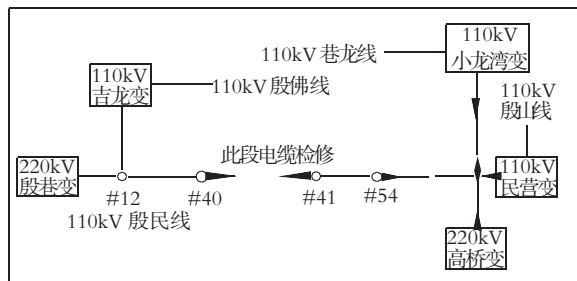 110kV
小龙湾变
110kV 巷龙线
110kV
吉龙变
110kV 殷佛线
110kV
殷山线
此段电缆检修
220kV
殷巷变
110kV
民营变
#12
#40
#41
#54
110kV 殷民线
220kV
高桥变